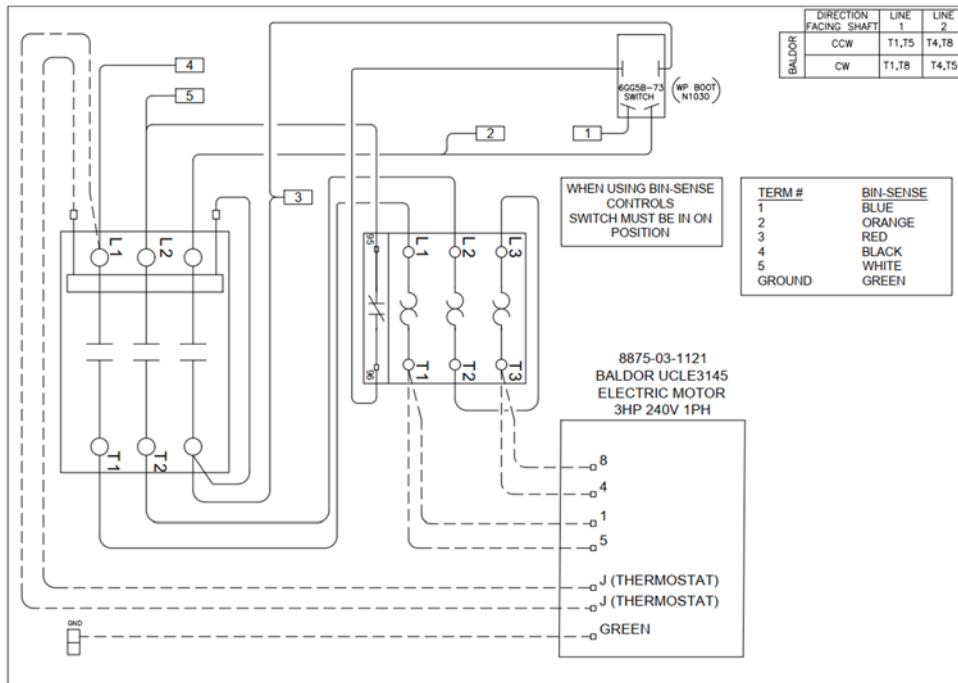 DIRECTION FACING SHAFT LINE 1 LINE 2
BALDOR
CCW T1,T5 T4,T8
CW T1,T8 T4,T5
4
5
6GG5B-73
SWITCH
(WP BOOT
N1030)
2
1
3
WHEN USING BIN-SENSE
CONTROLS
SWITCH MUST BE IN ON
POSITION
TERM # BIN-SENSE
1 BLUE
2 ORANGE
3 RED
4 BLACK
5 WHITE
GROUND GREEN
L1 L2
95 L1 L2 L3
96 T1 T2 T3
T1 T2
8875-03-1121
BALDOR UCLE3145
ELECTRIC MOTOR
3HP 240V 1PH
8
4
1
5
J (THERMOSTAT)
J (THERMOSTAT)
GND
GREEN